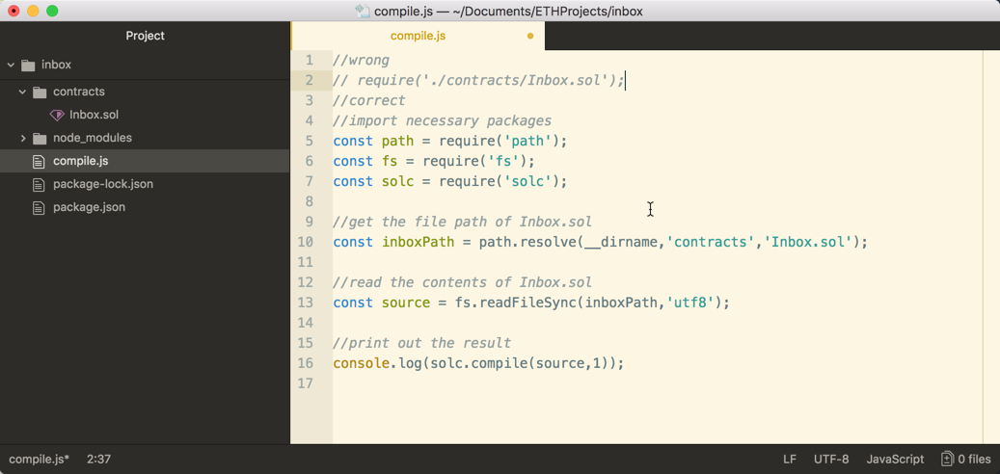 compile.js — ~/Documents/ETHProjects/inbox
Project
inbox
contracts
Inbox.sol
node_modules
compile.js
package-lock.json
package.json
compile.js
1 //wrong
2 // require('./contracts/Inbox.sol');
3 //correct
4 //import necessary packages
5 const path = require('path');
6 const fs = require('fs');
7 const solc = require('solc');
8
9 //get the file path of Inbox.sol
10 const inboxPath = path.resolve(__dirname,'contracts','Inbox.sol');
11
12 //read the contents of Inbox.sol
13 const source = fs.readFileSync(inboxPath,'utf8');
14
15 //print out the result
16 console.log(solc.compile(source,1));
17
compile.js* 2:37 LF UTF-8 JavaScript 0 files